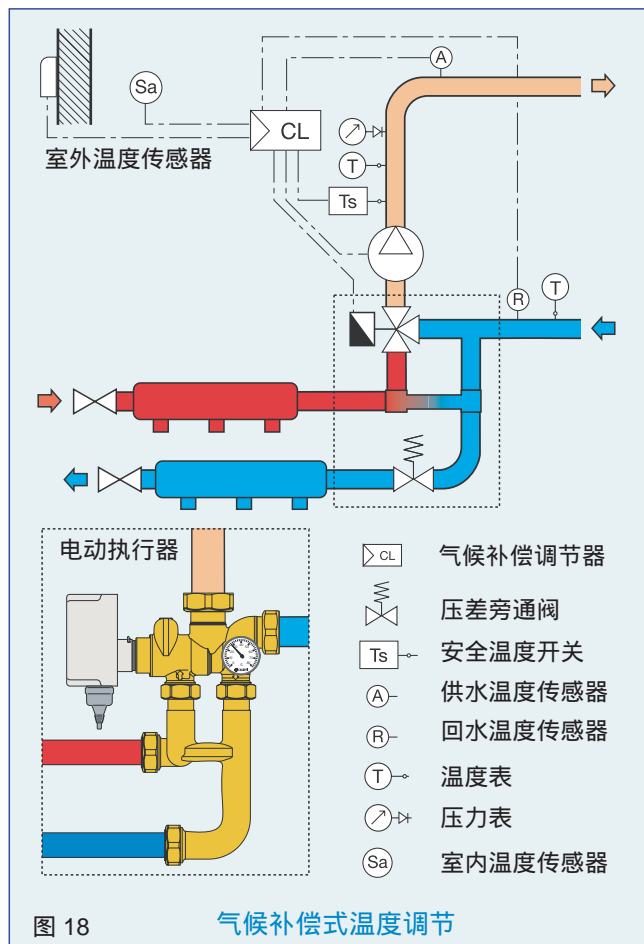 A
Sa
CL
室外温度传感器
T
Ts
R
T
电动执行器
CL 气候补偿调节器
压差旁通阀
Ts 安全温度开关
A 供水温度传感器
R 回水温度传感器
T 温度表
压力表
Sa 室内温度传感器
图 18 气候补偿式温度调节